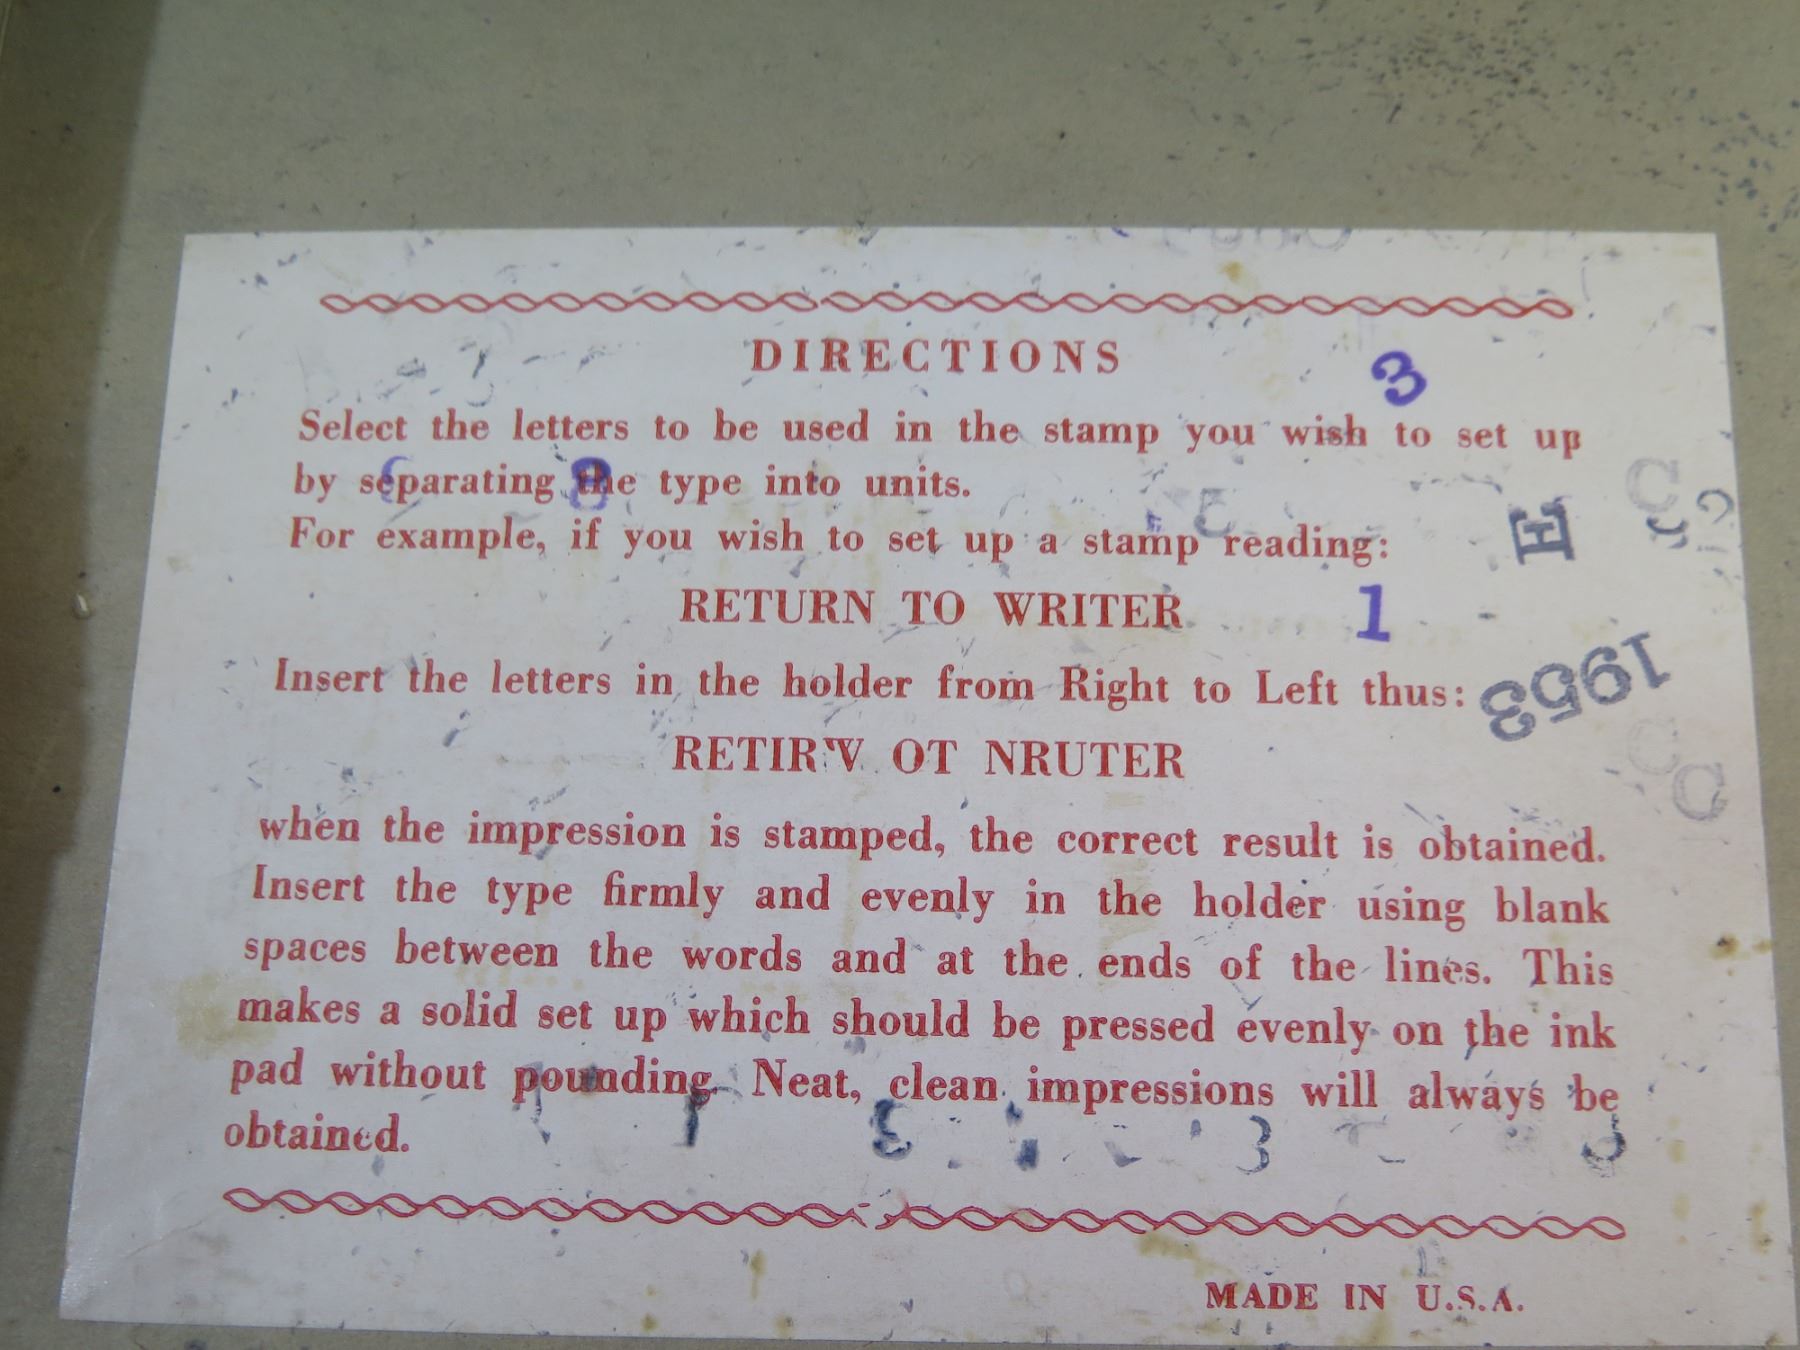 DIRECTIONS
3
Select the letters to be used in the stamp you wish to set up
by separating the type into units.
8
For example, if you wish to set up a stamp reading:
E
RETURN TO WRITER
1
1953
Insert the letters in the holder from Right to Left thus:
RETIR'V OT NRUTER
when the impression is stamped, the correct result is obtained.
Insert the type firmly and evenly in the holder using blank
spaces between the words and at the ends of the lines. This
makes a solid set up which should be pressed evenly on the ink
pad without pounding. Neat, clean impressions will always be
obtained.
MADE IN U.S.A.